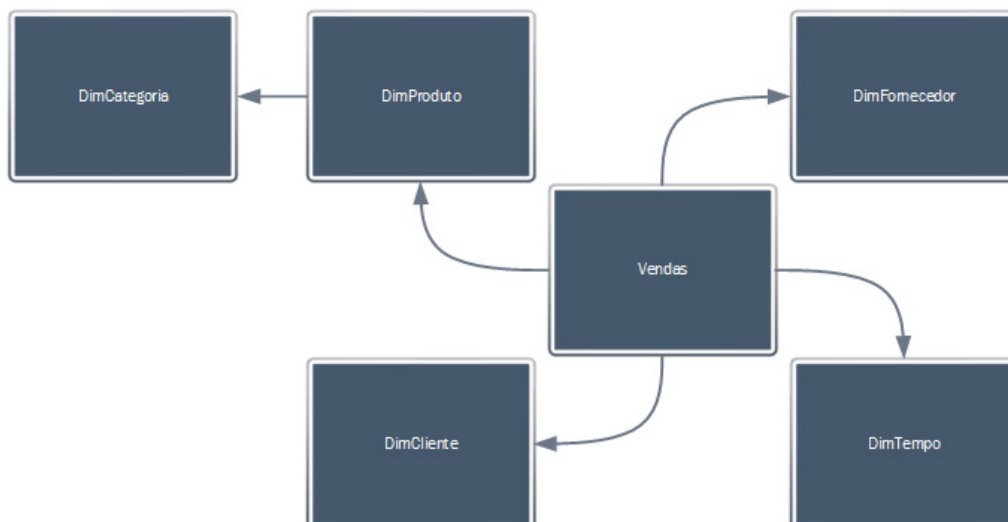 DimCategoria
DimProduto
DimFornecedor
Vendas
DimCliente
DimTempo